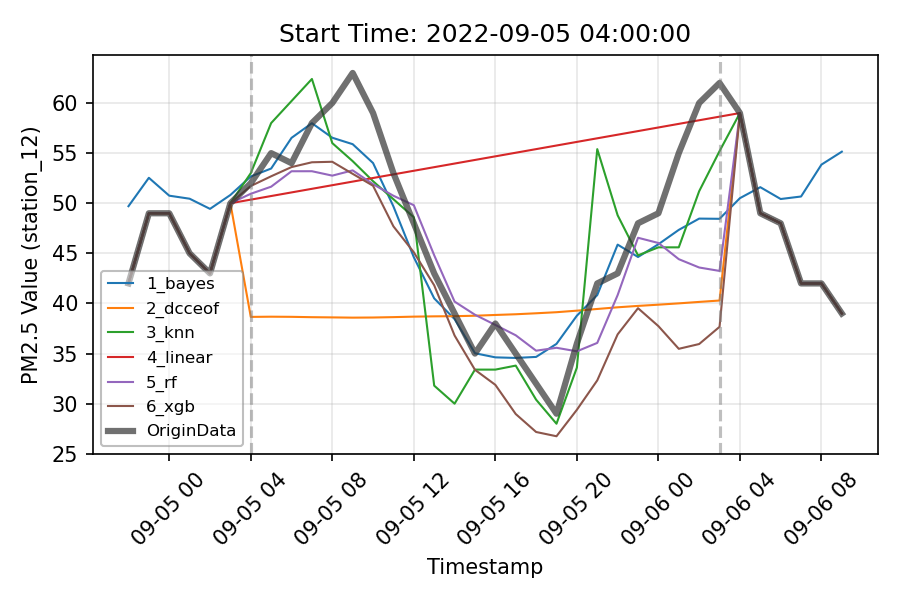 Start Time: 2022-09-05 04:00:00
PM2.5 Value (station_12)
60
55
50
45
40
35
30
25
1_bayes
2_dcceof
3_knn
4_linear
5_rf
6_xgb
OriginData
09-05 00
09-05 04
09-05 08
09-05 12
09-05 16
09-05 20
09-06 00
09-06 04
09-06 08
Timestamp